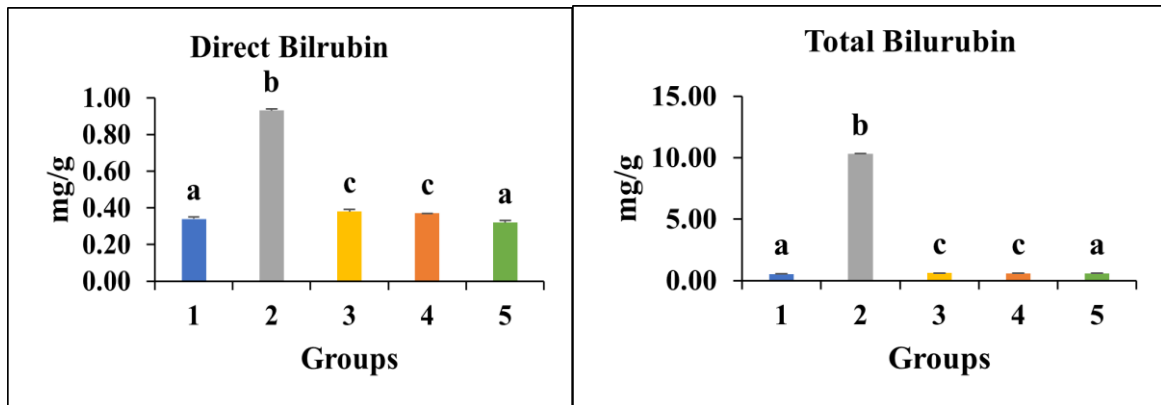 Direct Bilrubin
b
1.00
0.80
0.60
0.40
0.20
0.00
mg/g
a
c
c
a
1 2 3 4 5
Groups
Total Bilurubin
15.00
10.00
5.00
0.00
mg/g
b
a
c
c
a
1 2 3 4 5
Groups